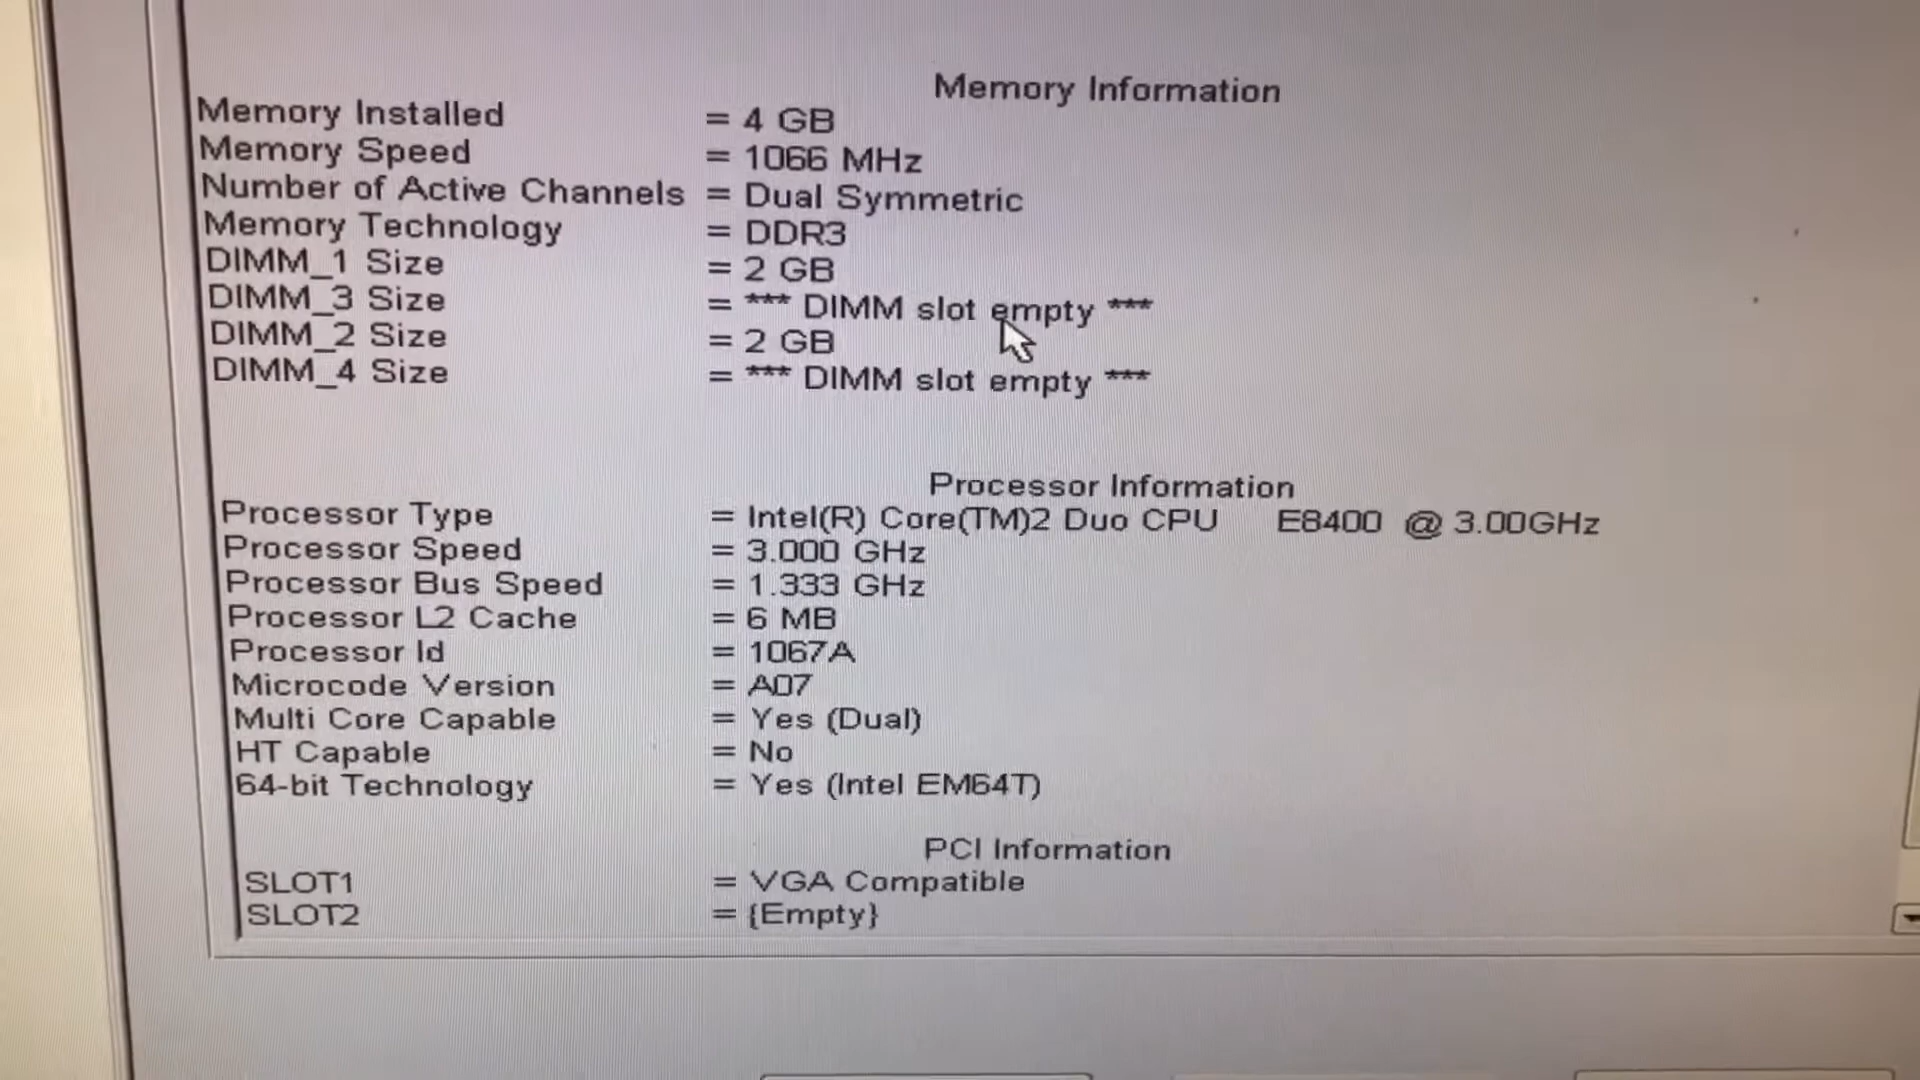 Memory Information
Memory Installed = 4 GB
Memory Speed = 1066 MHz
Number of Active Channels = Dual Symmetric
Memory Technology = DDR3
DIMM_1 Size = 2 GB
DIMM_3 Size = *** DIMM slot empty ***
DIMM_2 Size = 2 GB
DIMM_4 Size = *** DIMM slot empty ***
Processor Information
Processor Type = Intel(R) Core(TM)2 Duo CPU E8400 @ 3.00GHz
Processor Speed = 3.000 GHz
Processor Bus Speed = 1.333 GHz
Processor L2 Cache = 6 MB
Processor Id = 1067A
Microcode Version = A07
Multi Core Capable = Yes (Dual)
HT Capable = No
64-bit Technology = Yes (Intel EM64T)
PCI Information
SLOT1 = VGA Compatible
SLOT2 = {Empty}